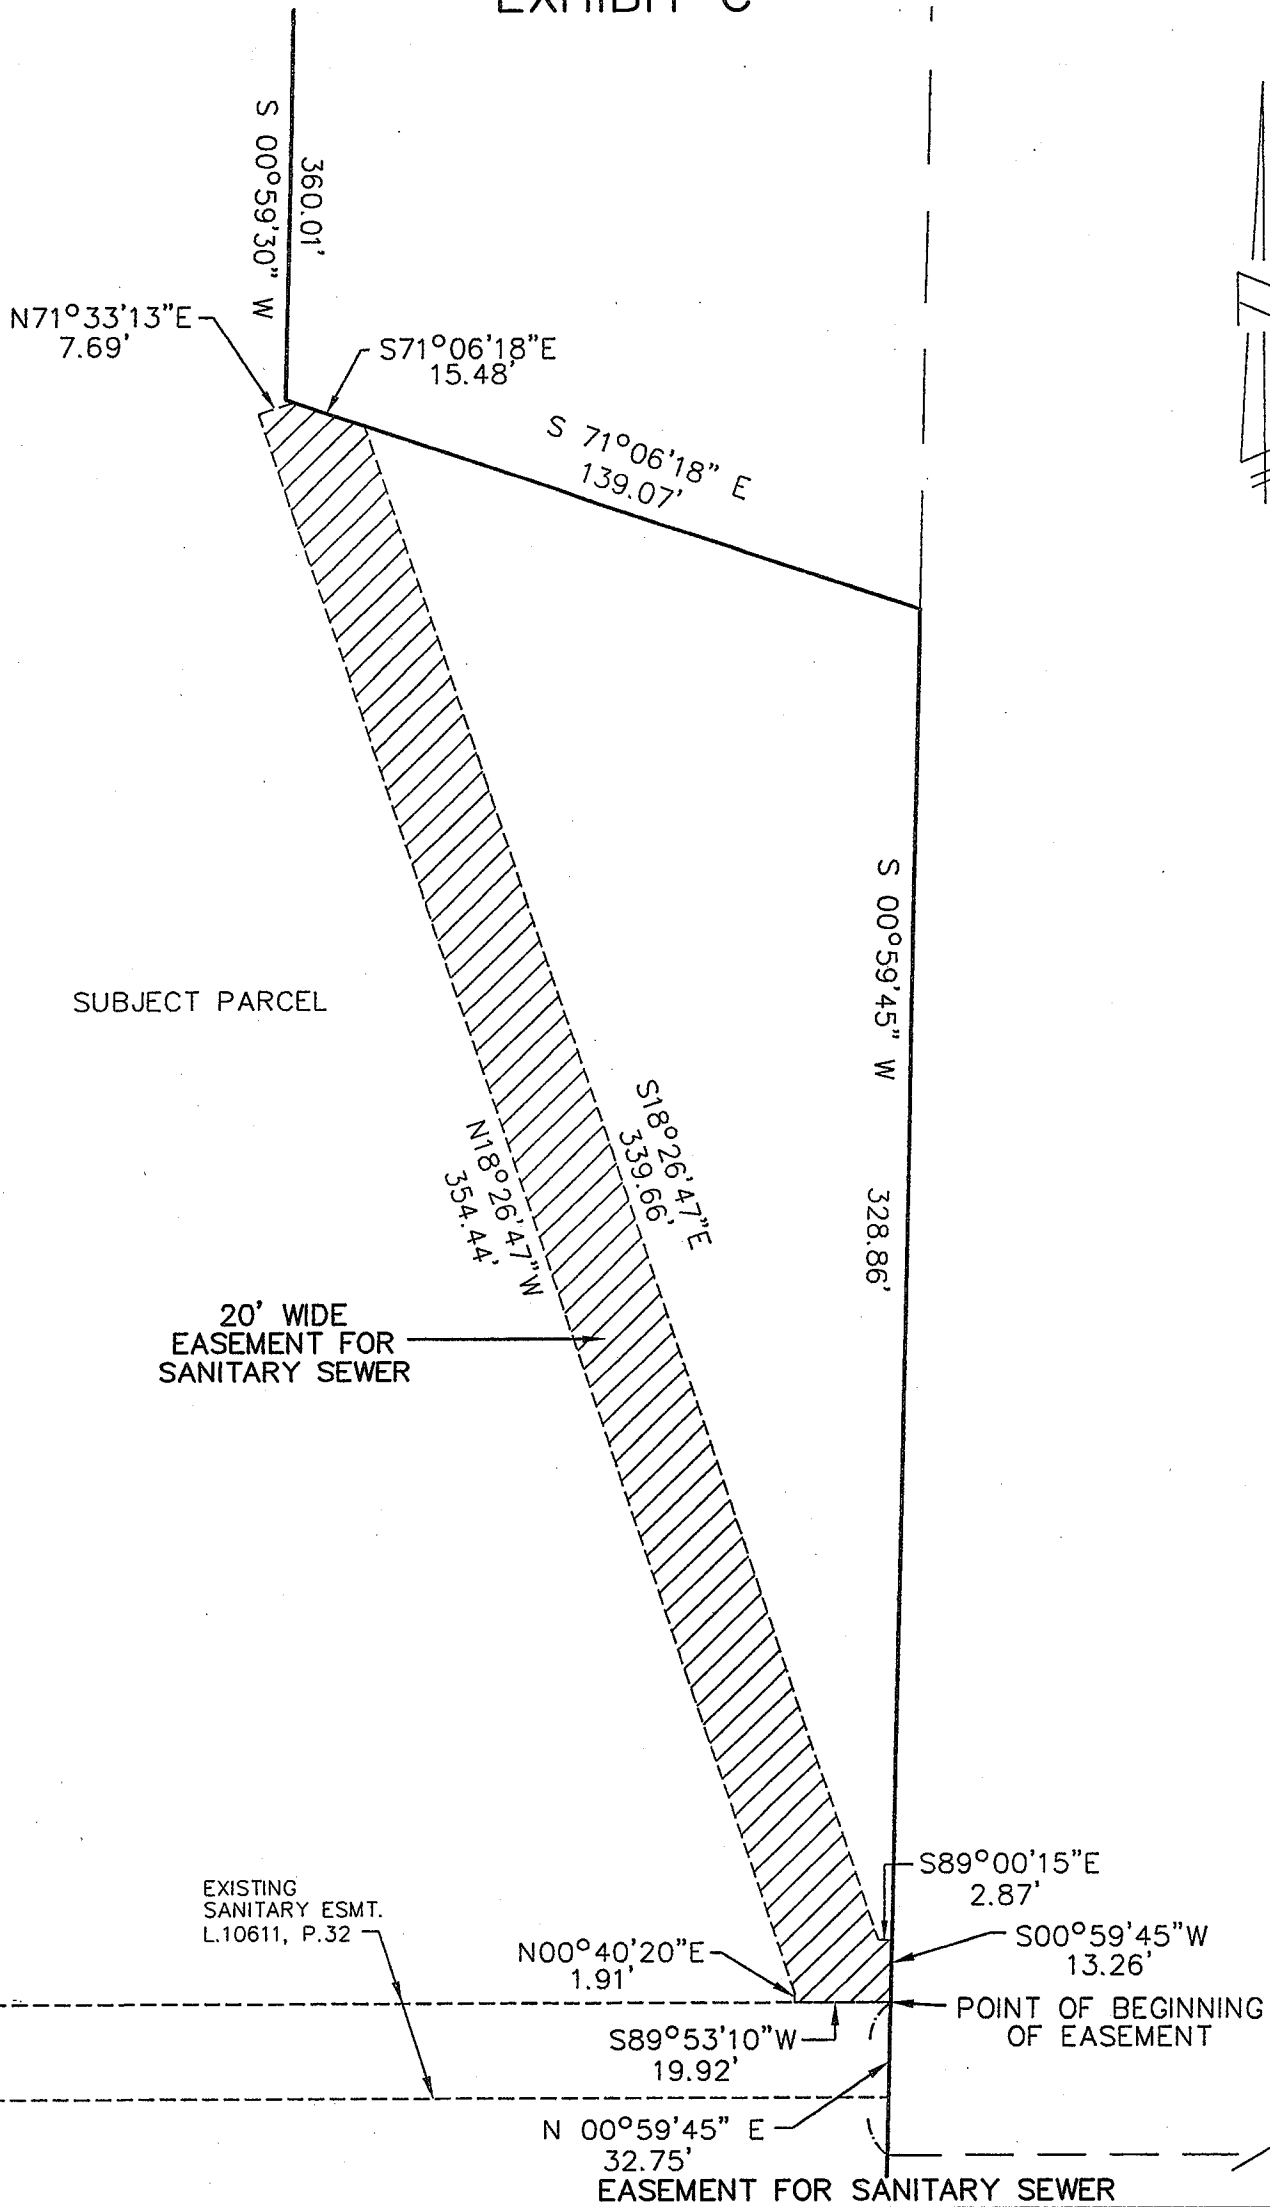 EXHIBIT "C"
S 00°59'30" W
360.01'
N71°33'13"E
7.69'
S71°06'18"E
15.48'
S 71°06'18" E
139.07'
S 00°59'45" W
328.86'
SUBJECT PARCEL
S18°26'47"E
339.66'
N18°26'47"W
354.44'
20' WIDE
EASEMENT FOR
SANITARY SEWER
S89°00'15"E
2.87'
EXISTING
SANITARY ESMT.
L.10611, P.32
S00°59'45"W
13.26'
N00°40'20"E
1.91'
POINT OF BEGINNING
OF EASEMENT
S89°53'10"W
19.92'
N 00°59'45" E
32.75'
EASEMENT FOR SANITARY SEWER